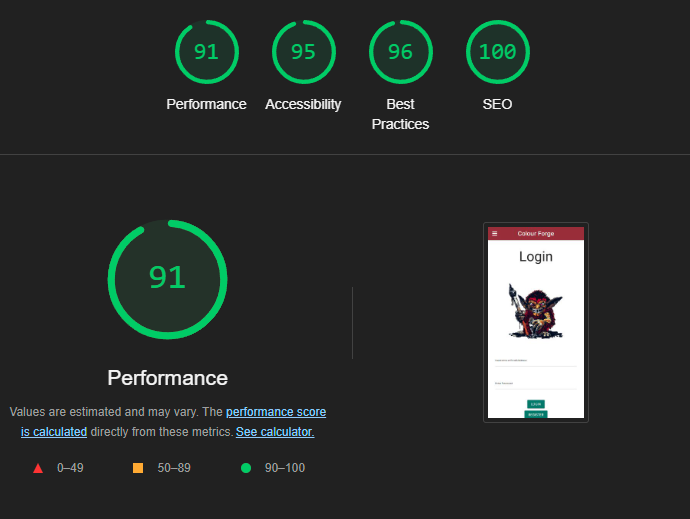 91
95
96
100
Performance
Accessibility
Best
Practices
SEO
91
Performance
Values are estimated and may vary. The performance score
is calculated directly from these metrics. See calculator.
0–49
50–89
90–100
Colour Forge
Login
LOGIN
REGISTER